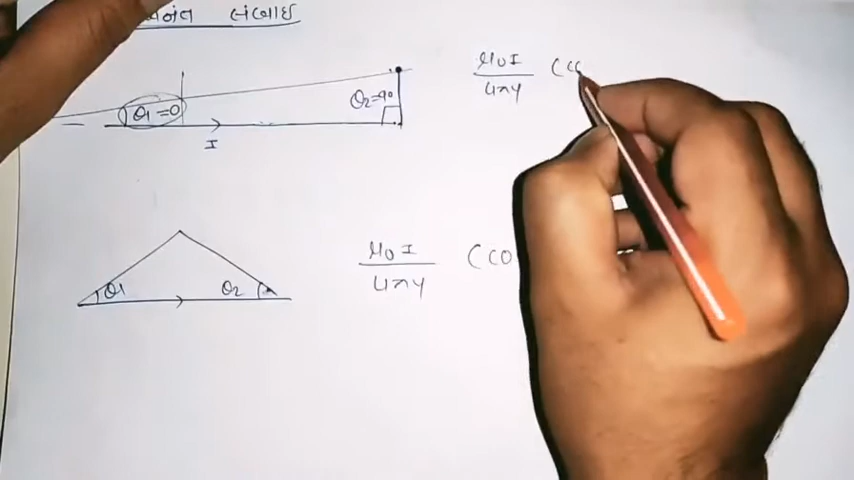 બંગાઇ
μ₀I / 4πy (CO
θ1 =0
θ2=90
I
μ₀I / 4πy (CO
θ1 θ2